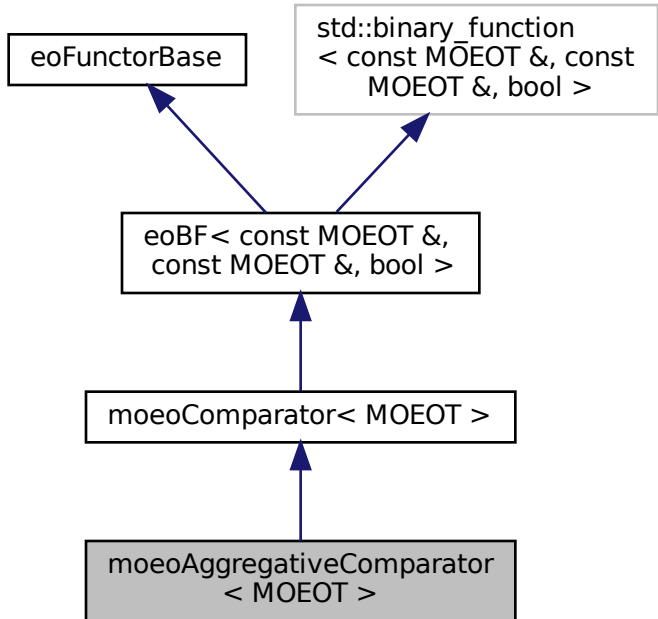 eoFunctorBase
std::binary_function
< const MOEOT &, const
MOEOT &, bool >
eoBF< const MOEOT &,
const MOEOT &, bool >
moeoComparator< MOEOT >
moeoAggregativeComparator
< MOEOT >